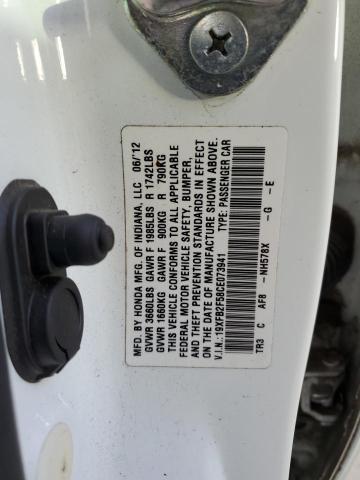 MFD. BY HONDA MFG. OF INDIANA, LLC 06/12
GVWR 3660LBS GAWR F 1985LBS R 1742LBS
GVWR 1660KG GAWR F 900KG R 790KG
THIS VEHICLE CONFORMS TO ALL APPLICABLE
FEDERAL MOTOR VEHICLE SAFETY, BUMPER,
AND THEFT PREVENTION STANDARDS IN EFFECT
ON THE DATE OF MANUFACTURE SHOWN ABOVE.
V.I.N.: 19XFB2F58CE073941 TYPE: PASSENGER CAR
TR3 C AF8 -NH578X -G -E